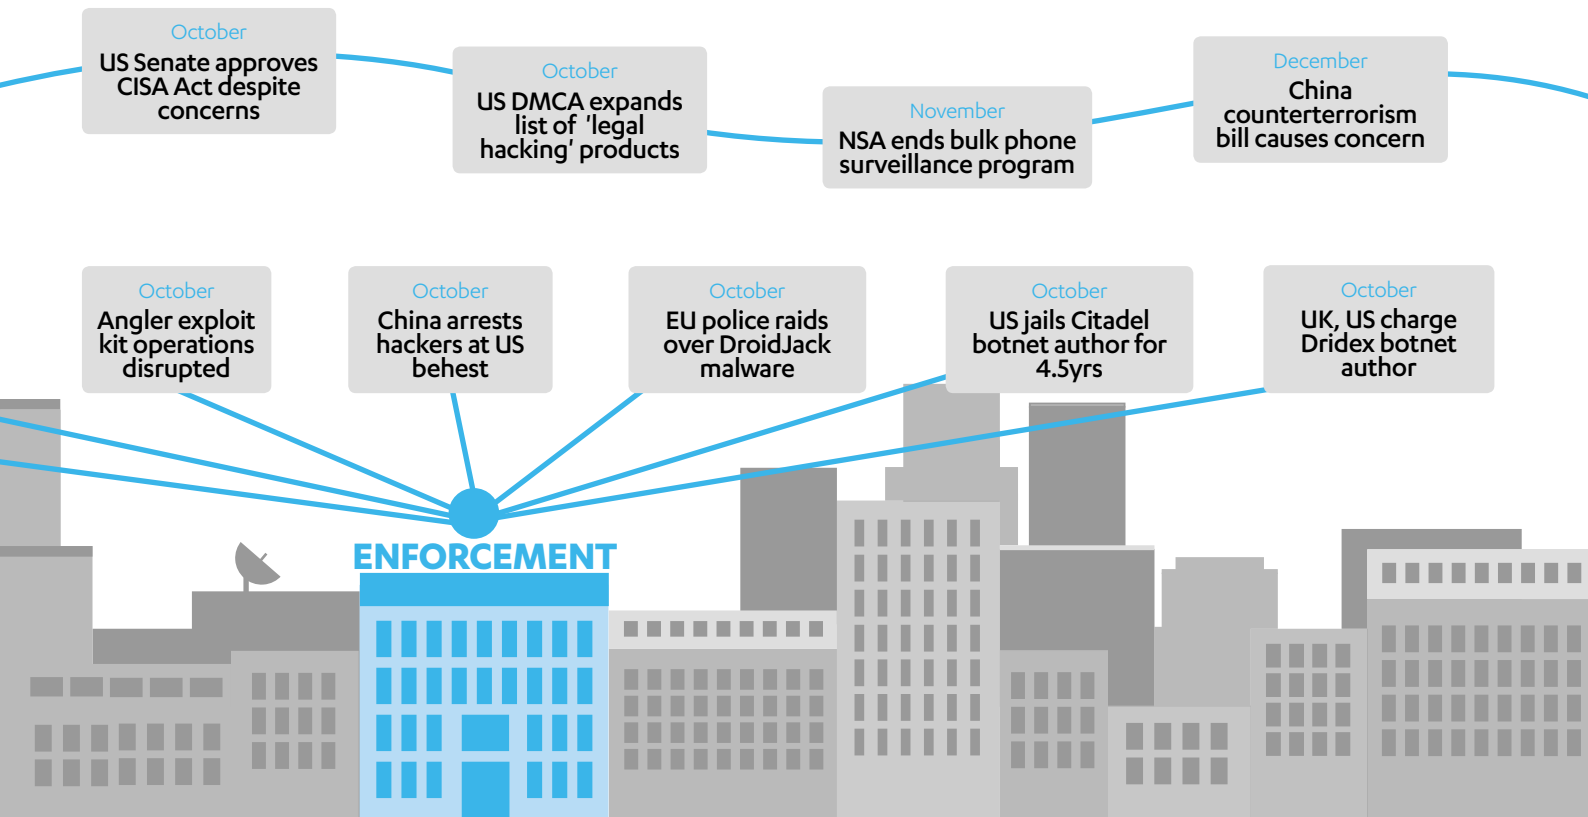 October
US Senate approves
CISA Act despite
concerns
October
US DMCA expands
list of 'legal
hacking' products
November
NSA ends bulk phone
surveillance program
December
China
counterterrorism
bill causes concern
October
Angler exploit
kit operations
disrupted
October
China arrests
hackers at US
behest
October
EU police raids
over DroidJack
malware
October
US jails Citadel
botnet author for
4.5yrs
October
UK, US charge
Dridex botnet
author
ENFORCEMENT